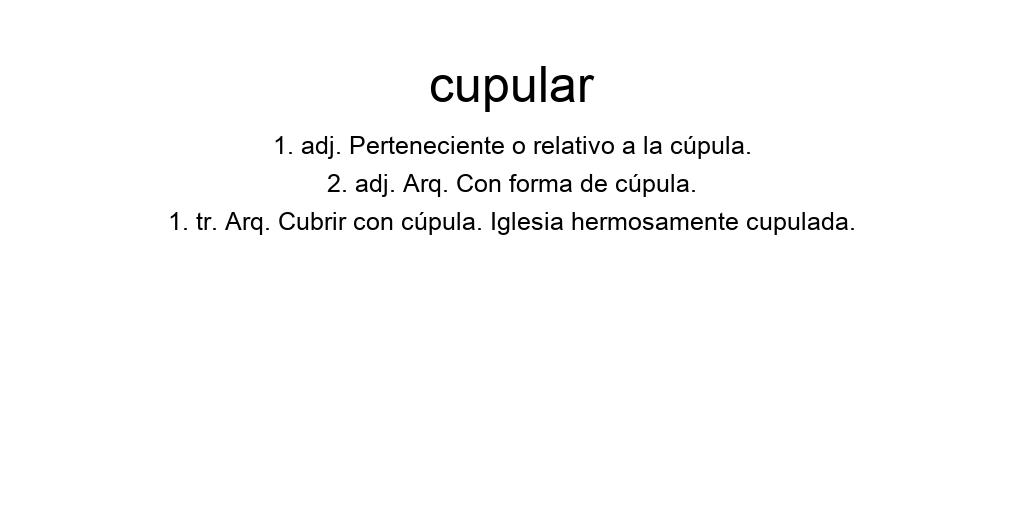 cupular
1. adj. Perteneciente o relativo a la cúpula.
2. adj. Arq. Con forma de cúpula.
1. tr. Arq. Cubrir con cúpula. Iglesia hermosamente cupulada.